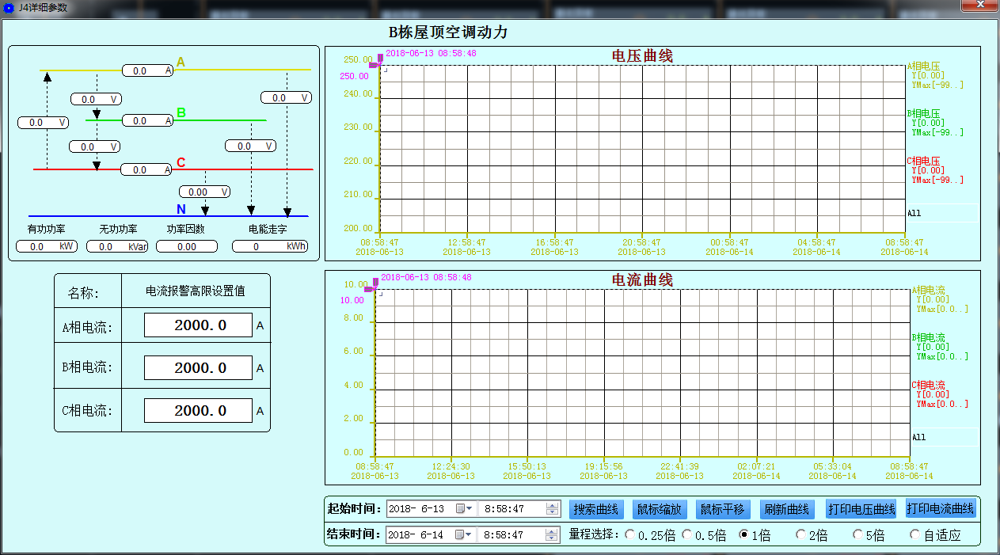 J4详细参数
B栋屋顶空调动力
A
0.0 A
0.0 V
0.0 V
B
0.0 V
0.0 A
0.0 V
0.0 V
C
0.0 A
0.00 V
N
有功功率 无功功率 功率因数 电能走字
0.0 kW 0.0 kVar 0.00 0 kWh
名称: 电流报警高限设置值
A相电流: 2000.0 A
B相电流: 2000.0 A
C相电流: 2000.0 A
电压曲线
2018-06-13 08:58:48
250.00
250.00
240.00
230.00
220.00
210.00
200.00
08:58:47 12:58:47 16:58:47 20:58:47 00:58:47 04:58:47 08:58:47
2018-06-13 2018-06-13 2018-06-13 2018-06-13 2018-06-14 2018-06-14 2018-06-14
A相电压
Y[0.00]
YMax[-99..]
B相电压
Y[0.00]
YMax[-99..]
C相电压
Y[0.00]
YMax[-99..]
All
电流曲线
2018-06-13 08:58:48
10.00
10.00
8.00
6.00
4.00
2.00
0.00
08:58:47 12:24:30 15:50:13 19:15:56 22:41:39 02:07:21 05:33:04 08:58:47
2018-06-13 2018-06-13 2018-06-13 2018-06-13 2018-06-13 2018-06-14 2018-06-14 2018-06-14
A相电流
Y[0.00]
YMax[0.0..]
B相电流
Y[0.00]
YMax[0.0..]
C相电流
Y[0.00]
YMax[0.0..]
All
起始时间: 2018- 6-13 8:58:47 搜索曲线 鼠标缩放 鼠标平移 刷新曲线 打印电压曲线 打印电流曲线
结束时间: 2018- 6-14 8:58:47 量程选择: 0.25倍 0.5倍 1倍 2倍 5倍 自适应